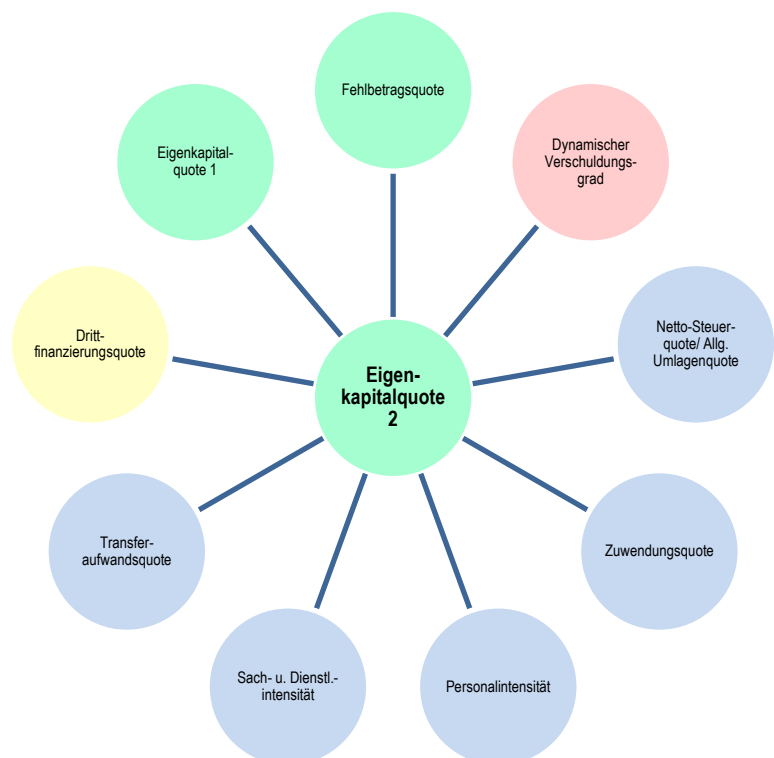 Fehlbetragsquote
Eigenkapital-
quote 1
Dynamischer
Verschuldungs-
grad
Dritt-
finanzierungsquote
Netto-Steuer-
quote/ Allg.
Umlagenquote
Eigen-
kapitalquote
2
Transfer-
aufwandsquote
Zuwendungsquote
Sach- u. Dienstl.-
intensität
Personalintensität